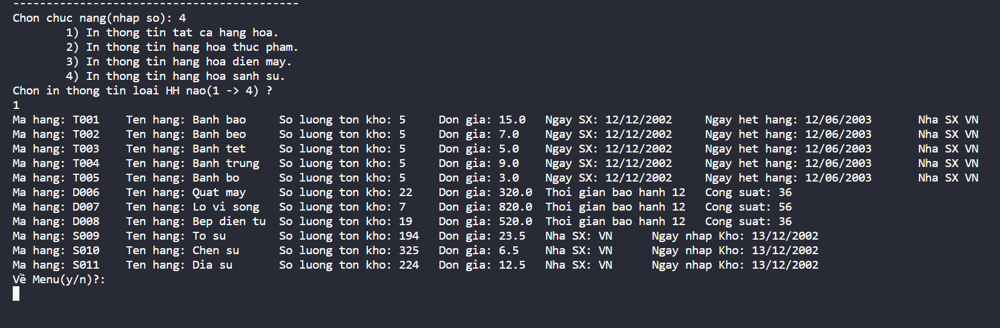 -------------------------------------------
Chon chuc nang(nhap so): 4
        1) In thong tin tat ca hang hoa.
        2) In thong tin hang hoa thuc pham.
        3) In thong tin hang hoa dien may.
        4) In thong tin hang hoa sanh su.
Chon in thong tin loai HH nao(1 -> 4) ?
1
Ma hang: T001    Ten hang: Banh bao     So luong ton kho: 5     Don gia: 15.0   Ngay SX: 12/12/2002     Ngay het hang: 12/06/2003       Nha SX VN
Ma hang: T002    Ten hang: Banh beo     So luong ton kho: 5     Don gia: 7.0    Ngay SX: 12/12/2002     Ngay het hang: 12/06/2003       Nha SX VN
Ma hang: T003    Ten hang: Banh tet     So luong ton kho: 5     Don gia: 5.0    Ngay SX: 12/12/2002     Ngay het hang: 12/06/2003       Nha SX VN
Ma hang: T004    Ten hang: Banh trung   So luong ton kho: 5     Don gia: 9.0    Ngay SX: 12/12/2002     Ngay het hang: 12/06/2003       Nha SX VN
Ma hang: T005    Ten hang: Banh bo      So luong ton kho: 5     Don gia: 3.0    Ngay SX: 12/12/2002     Ngay het hang: 12/06/2003       Nha SX VN
Ma hang: D006    Ten hang: Quat may     So luong ton kho: 22    Don gia: 320.0  Thoi gian bao hanh 12   Cong suat: 36
Ma hang: D007    Ten hang: Lo vi song   So luong ton kho: 7     Don gia: 820.0  Thoi gian bao hanh 12   Cong suat: 56
Ma hang: D008    Ten hang: Bep dien tu  So luong ton kho: 19    Don gia: 520.0  Thoi gian bao hanh 12   Cong suat: 36
Ma hang: S009    Ten hang: To su        So luong ton kho: 194   Don gia: 23.5   Nha SX: VN      Ngay nhap Kho: 13/12/2002
Ma hang: S010    Ten hang: Chen su      So luong ton kho: 325   Don gia: 6.5    Nha SX: VN      Ngay nhap Kho: 13/12/2002
Ma hang: S011    Ten hang: Dia su       So luong ton kho: 224   Don gia: 12.5   Nha SX: VN      Ngay nhap Kho: 13/12/2002
Về Menu(y/n)?: